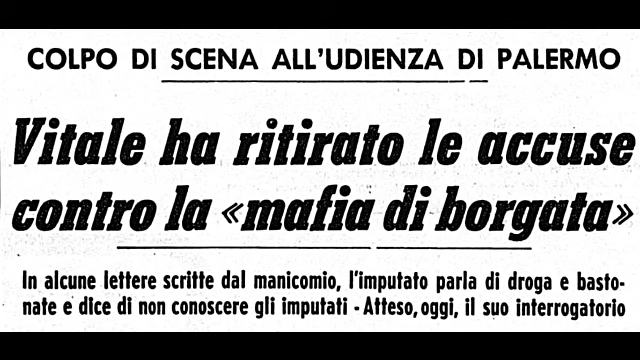 COLPO DI SCENA ALL'UDIENZA DI PALERMO
Vitale ha ritirato le accuse
contro la «mafia di borgata»
In alcune lettere scritte dal manicomio, l'imputato parla di droga e basto-
nate e dice di non conoscere gli imputati - Atteso, oggi, il suo interrogatorio